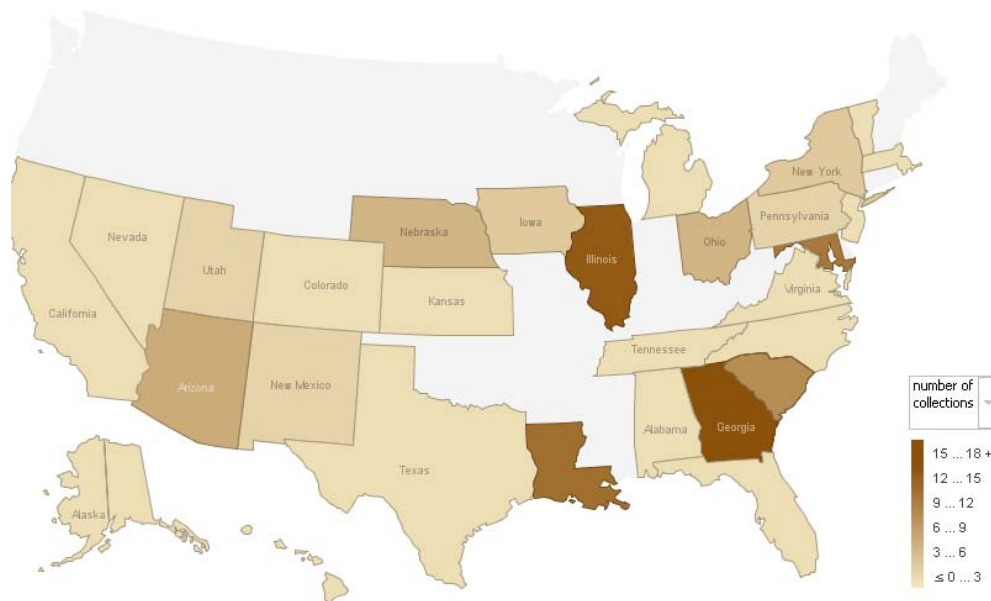 New York
Pennsylvania
Iowa
Nebraska
Ohio
Nevada
Illinois
Utah
Colorado
Virginia
Kansas
California
Tennessee
Arizona
New Mexico
number of
collections
Alabama
Georgia
15 ... 18 +
12 ... 15
Texas
9 ... 12
6 ... 9
Alaska
3 ... 6
≤ 0 ... 3